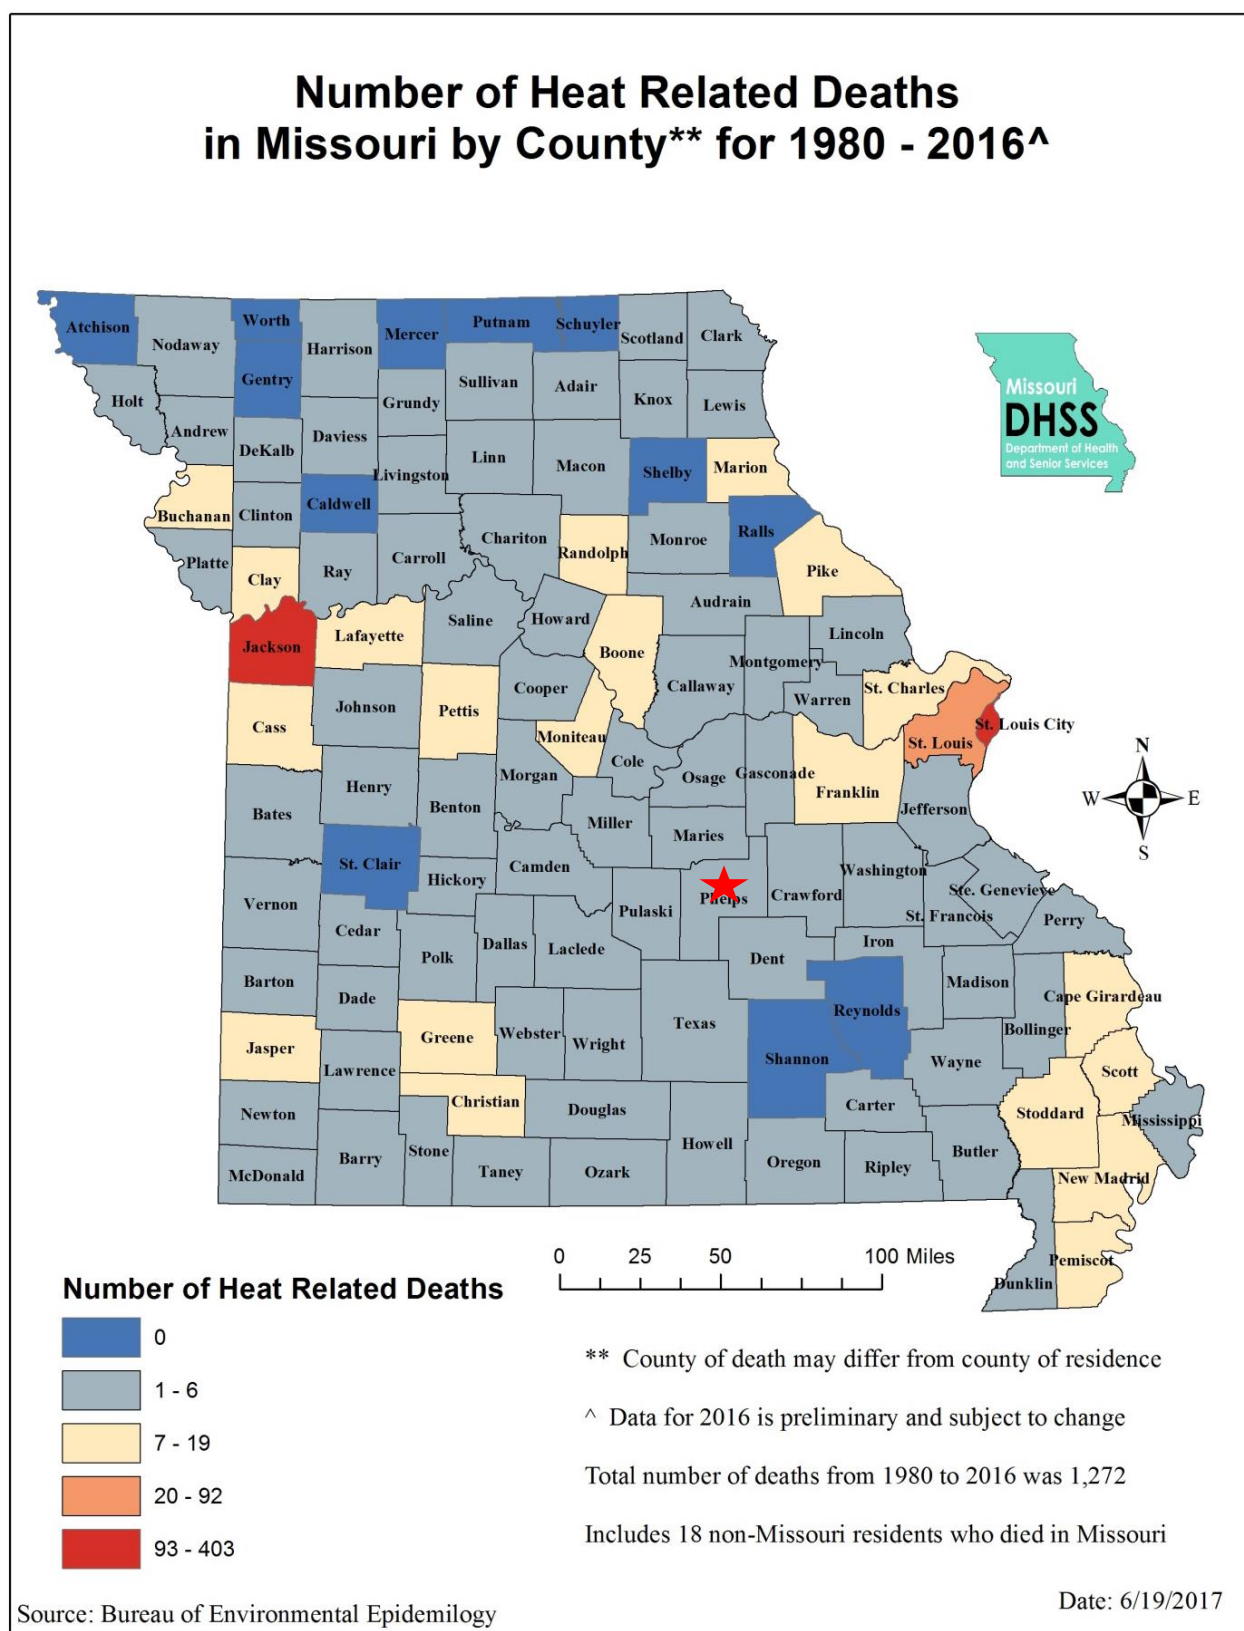 Number of Heat Related Deaths
in Missouri by County** for 1980 - 2016^
Atchison
Nodaway
Worth
Gentry
Harrison
Mercer
Putnam
Schuyler
Scotland
Clark
Holt
Andrew
DeKalb
Daviess
Grundy
Sullivan
Adair
Knox
Lewis
Missouri
DHSS
Department of Health
and Senior Services
Buchanan
Clinton
Caldwell
Livingston
Linn
Macon
Shelby
Marion
Platte
Clay
Ray
Carroll
Chariton
Randolph
Monroe
Ralls
Pike
Audrain
Jackson
Lafayette
Saline
Howard
Boone
Callaway
Montgomery
Lincoln
Warren
St. Charles
St. Louis City
St. Louis
Cass
Johnson
Pettis
Cooper
Moniteau
Cole
Osage
Gasconade
Franklin
Jefferson
N
W
E
S
Bates
Henry
Benton
Morgan
Miller
Maries
St. Clair
Hickory
Camden
Pulaski
Phelps
Crawford
Washington
Ste. Genevieve
St. Francois
Perry
Vernon
Cedar
Polk
Dallas
Laclede
Dent
Iron
Madison
Bollinger
Cape Girardeau
Barton
Dade
Greene
Webster
Wright
Texas
Shannon
Reynolds
Wayne
Scott
Jasper
Lawrence
Christian
Douglas
Howell
Carter
Butler
Stoddard
Mississippi
Newton
McDonald
Barry
Stone
Taney
Ozark
Oregon
Ripley
New Madrid
Dunklin
Pemiscot
0 25 50 100 Miles
Number of Heat Related Deaths
0
1 - 6
7 - 19
20 - 92
93 - 403
** County of death may differ from county of residence
^ Data for 2016 is preliminary and subject to change
Total number of deaths from 1980 to 2016 was 1,272
Includes 18 non-Missouri residents who died in Missouri
Source: Bureau of Environmental Epidemilogy
Date: 6/19/2017